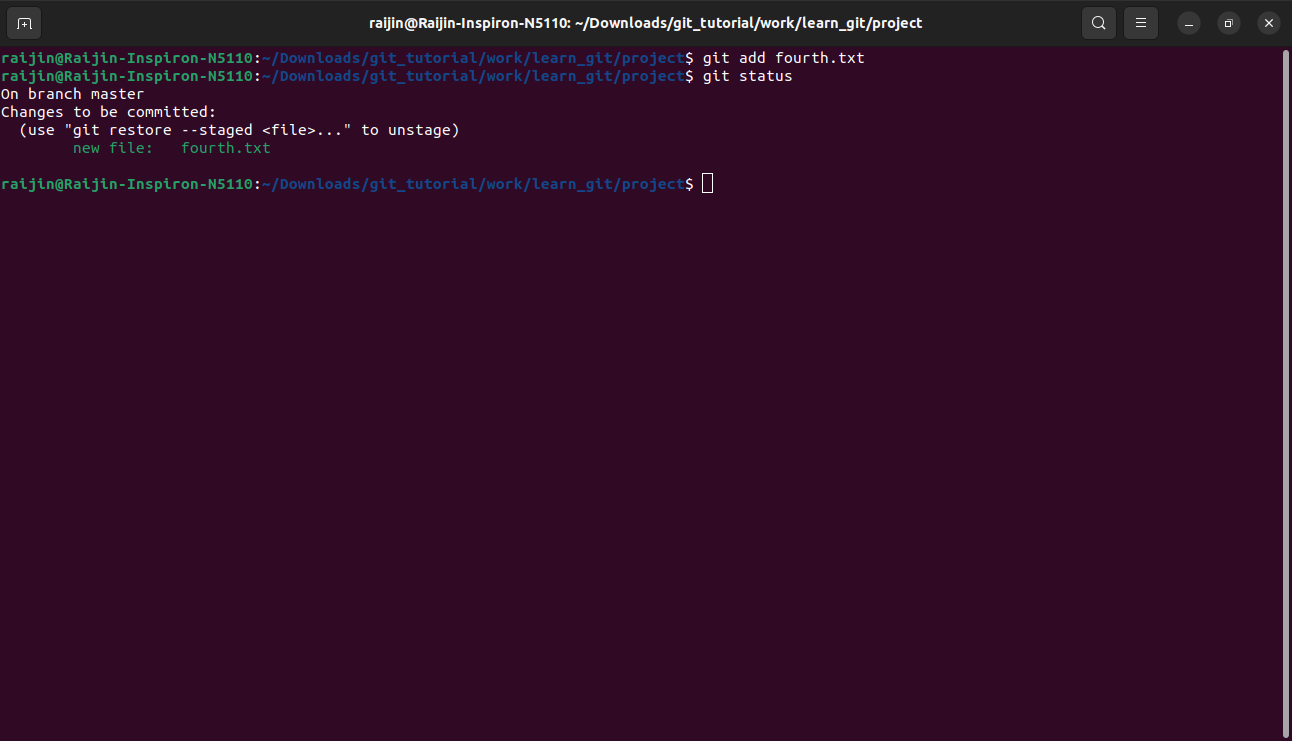 raijin@Raijin-Inspiron-N5110: ~/Downloads/git_tutorial/work/learn_git/project
raijin@Raijin-Inspiron-N5110:~/Downloads/git_tutorial/work/learn_git/project$ git add fourth.txt
raijin@Raijin-Inspiron-N5110:~/Downloads/git_tutorial/work/learn_git/project$ git status
On branch master
Changes to be committed:
  (use "git restore --staged <file>..." to unstage)
        new file:   fourth.txt

raijin@Raijin-Inspiron-N5110:~/Downloads/git_tutorial/work/learn_git/project$